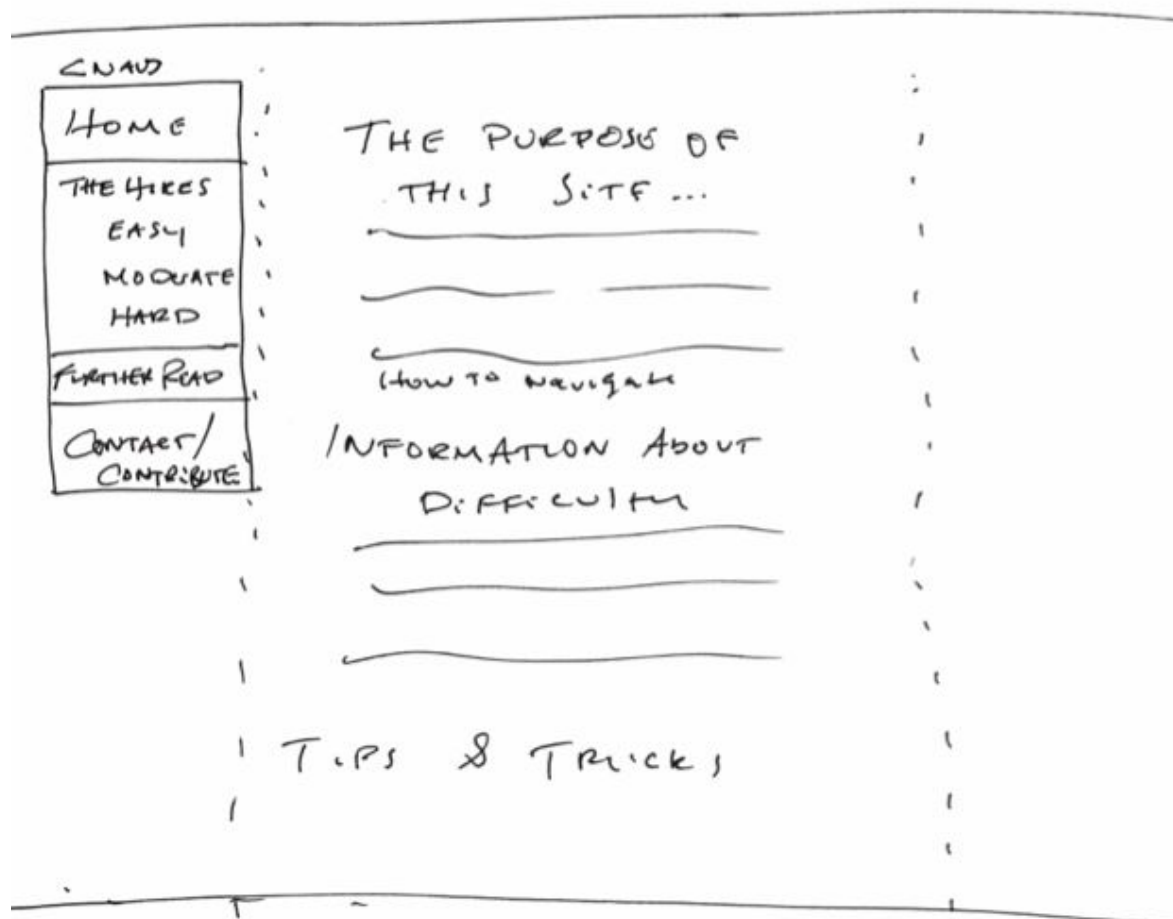 <NAV>
HOME
THE HIKES
EASY
MODERATE
HARD
FURTHER READ
CONTACT/
CONTRIBUTE
THE PURPOSE OF
THIS SITE...
How to Navigate
INFORMATION ABOUT
DIFFICULTY
TIPS & TRICKS